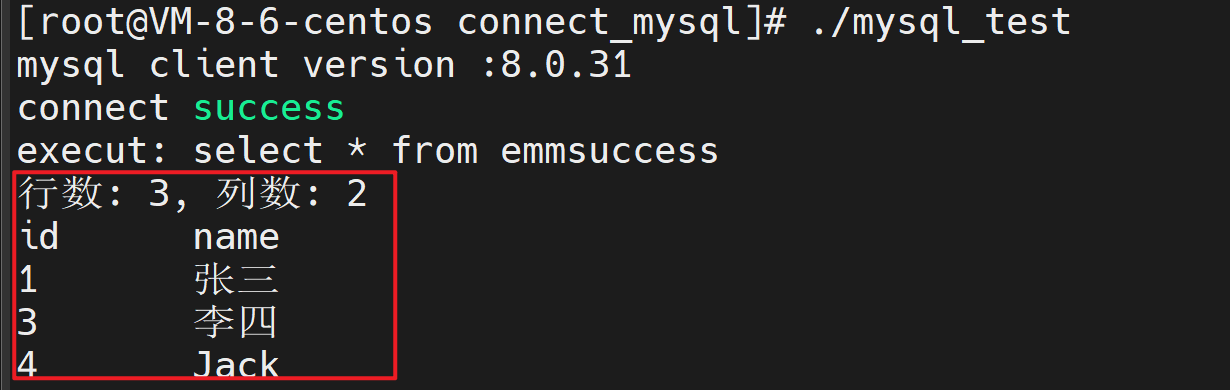 [root@VM-8-6-centos connect_mysql]# ./mysql_test
mysql client version :8.0.31
connect success
execut: select * from emmsuccess
行数: 3, 列数: 2
id      name
1       张三
3       李四
4       Jack